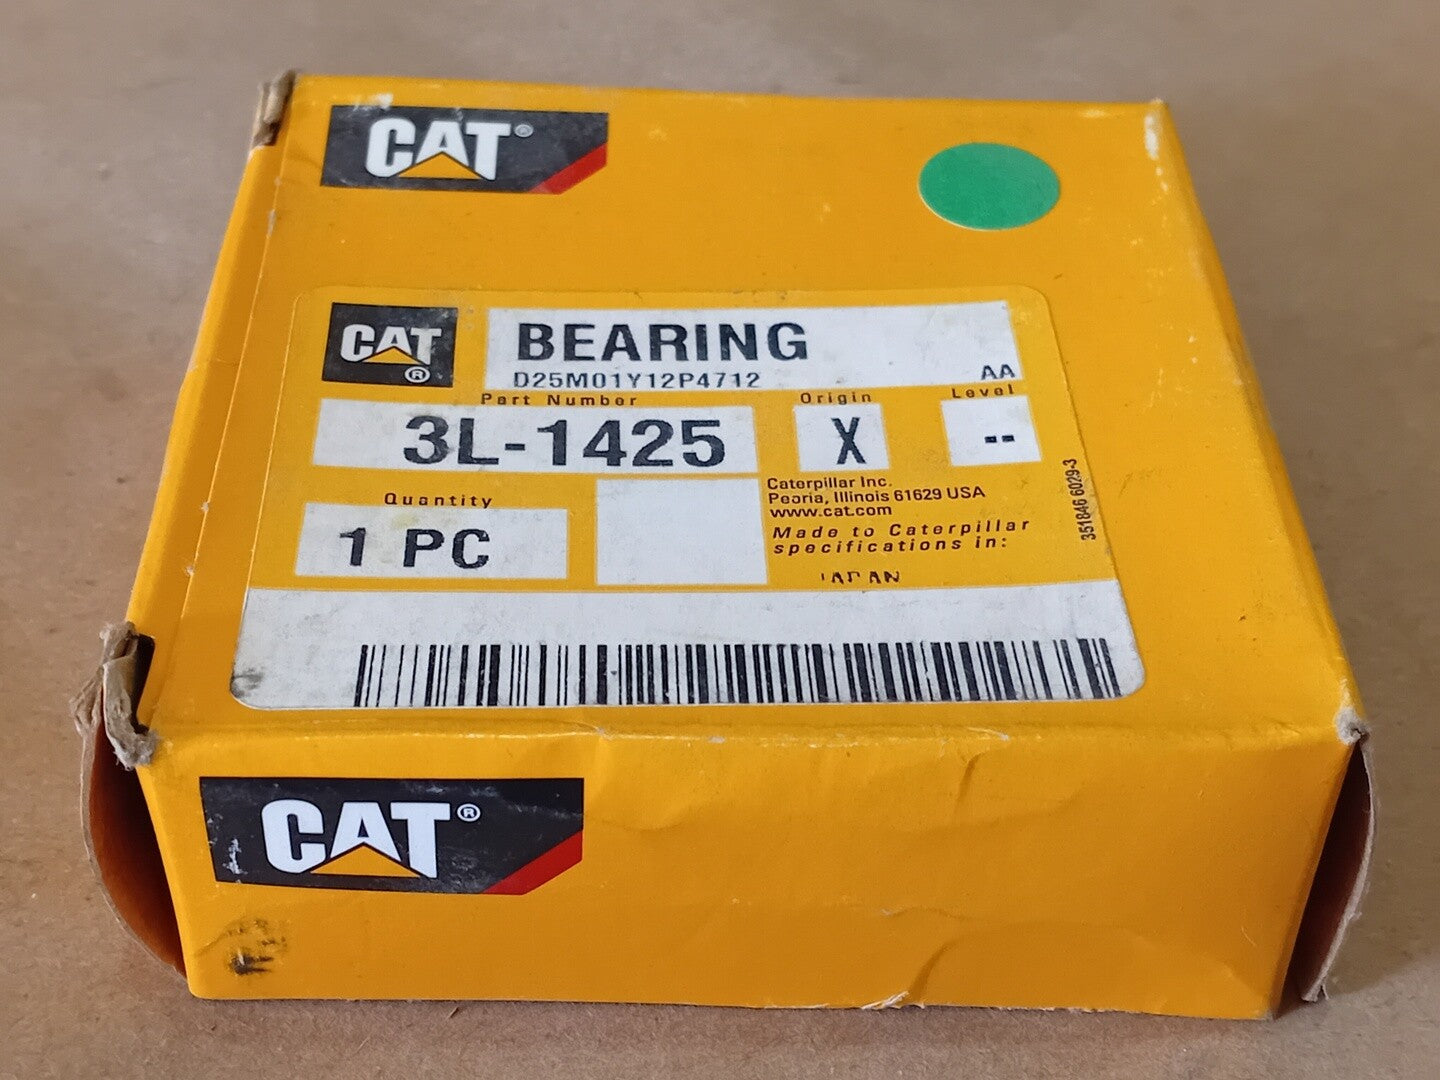 CAT®
CAT
®
BEARING
D25M01Y12P4712
AA
Part Number
Origin
Level
3L-1425
X
--
Quantity
1 PC
Caterpillar Inc.
Peoria, Illinois 61629 USA
www.cat.com
Made to Caterpillar
specifications in:
JAPAN
351846 6029-3
CAT®